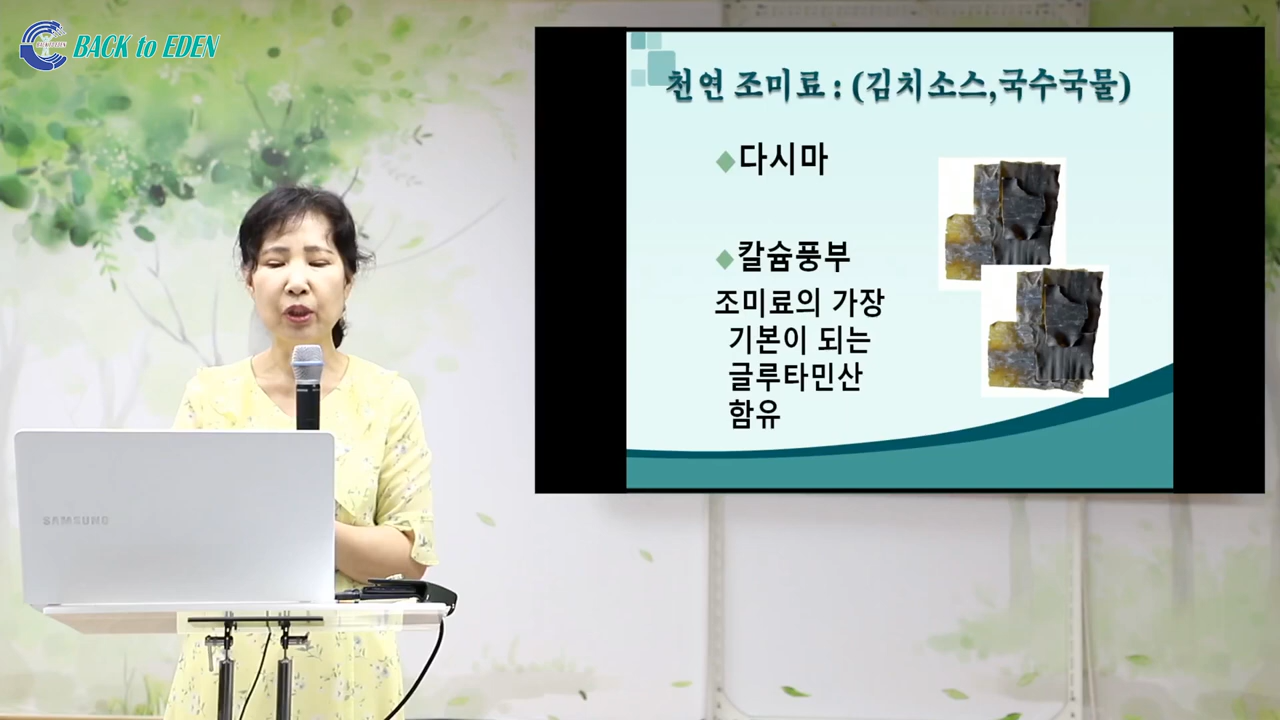 BACK to EDEN
천연 조미료 : (김치소스,국수국물)
◆다시마
◆칼슘풍부
조미료의 가장
기본이 되는
글루타민산
함유
SAMSUNG